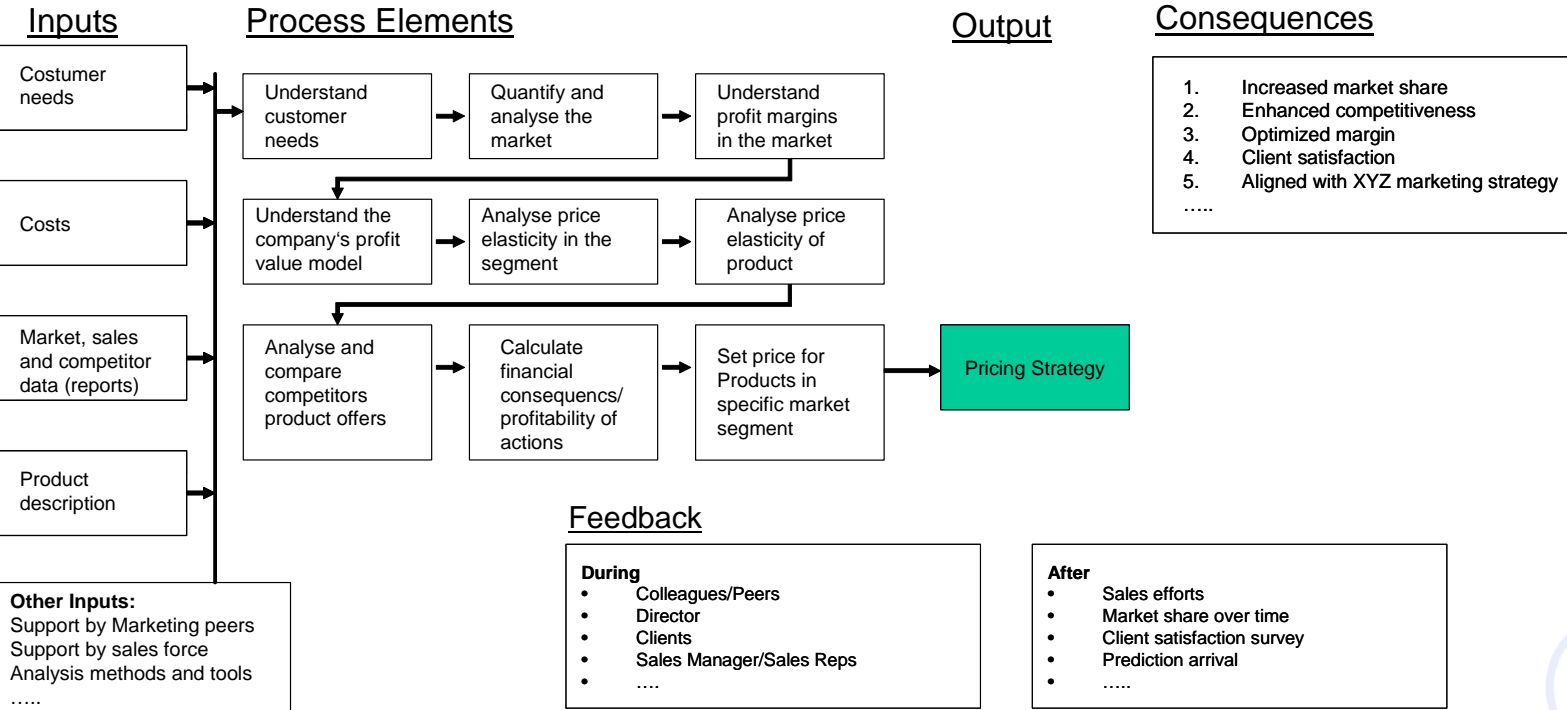 Inputs
Process Elements
Output
Consequences
Costumer
needs
Costs
Market, sales
and competitor
data (reports)
Product
description
Other Inputs:
Support by Marketing peers
Support by sales force
Analysis methods and tools
…..
Understand
customer
needs
Quantify and
analyse the
market
Understand
profit margins
in the market
Understand the
company‘s profit
value model
Analyse price
elasticity in the
segment
Analyse price
elasticity of
product
Analyse and
compare
competitors
product offers
Calculate
financial
consequencs/
profitability of
actions
Set price for
Products in
specific market
segment
Pricing Strategy
1. Increased market share
2. Enhanced competitiveness
3. Optimized margin
4. Client satisfaction
5. Aligned with XYZ marketing strategy
…..
Feedback
During
• Colleagues/Peers
• Director
• Clients
• Sales Manager/Sales Reps
• ….
After
• Sales efforts
• Market share over time
• Client satisfaction survey
• Prediction arrival
• …..